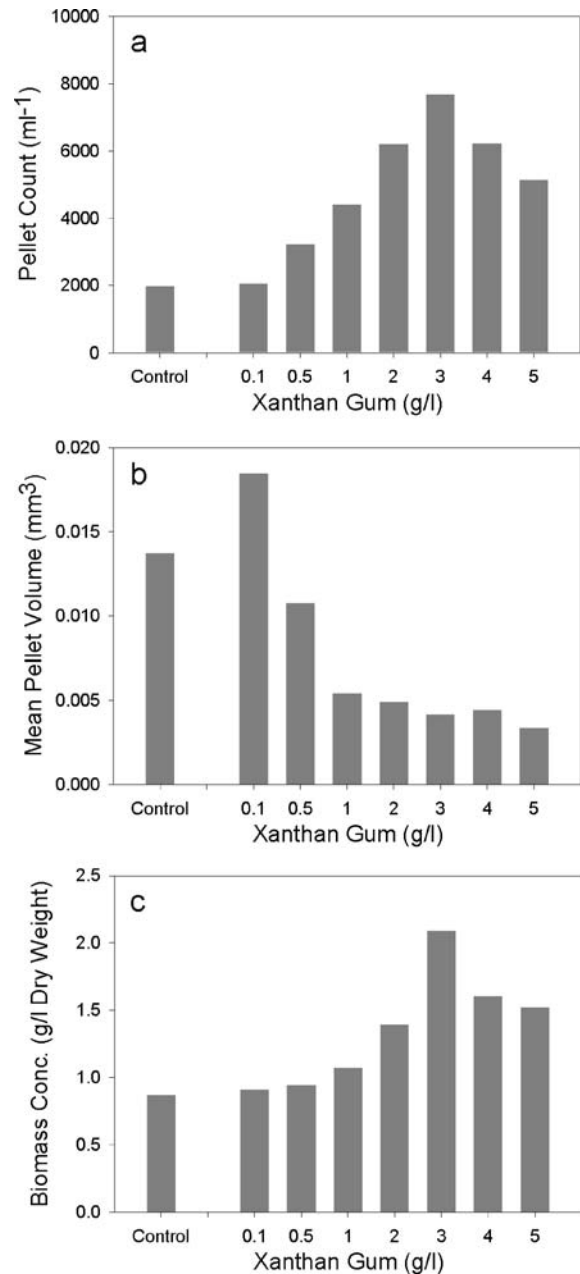 a
Pellet Count (ml-1)
10000
8000
6000
4000
2000
0
Control 0.1 0.5 1 2 3 4 5
Xanthan Gum (g/l)
b
Mean Pellet Volume (mm3)
0.020
0.015
0.010
0.005
0.000
Control 0.1 0.5 1 2 3 4 5
Xanthan Gum (g/l)
c
Biomass Conc. (g/l Dry Weight)
2.5
2.0
1.5
1.0
0.5
0.0
Control 0.1 0.5 1 2 3 4 5
Xanthan Gum (g/l)